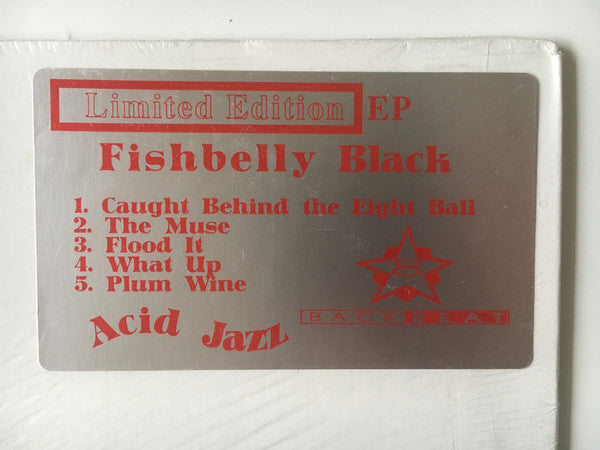 Limited Edition EP
Fishbelly Black
1. Caught Behind the Eight Ball
2. The Muse
3. Flood It
4. What Up
5. Plum Wine
Acid Jazz
BACKBEAT